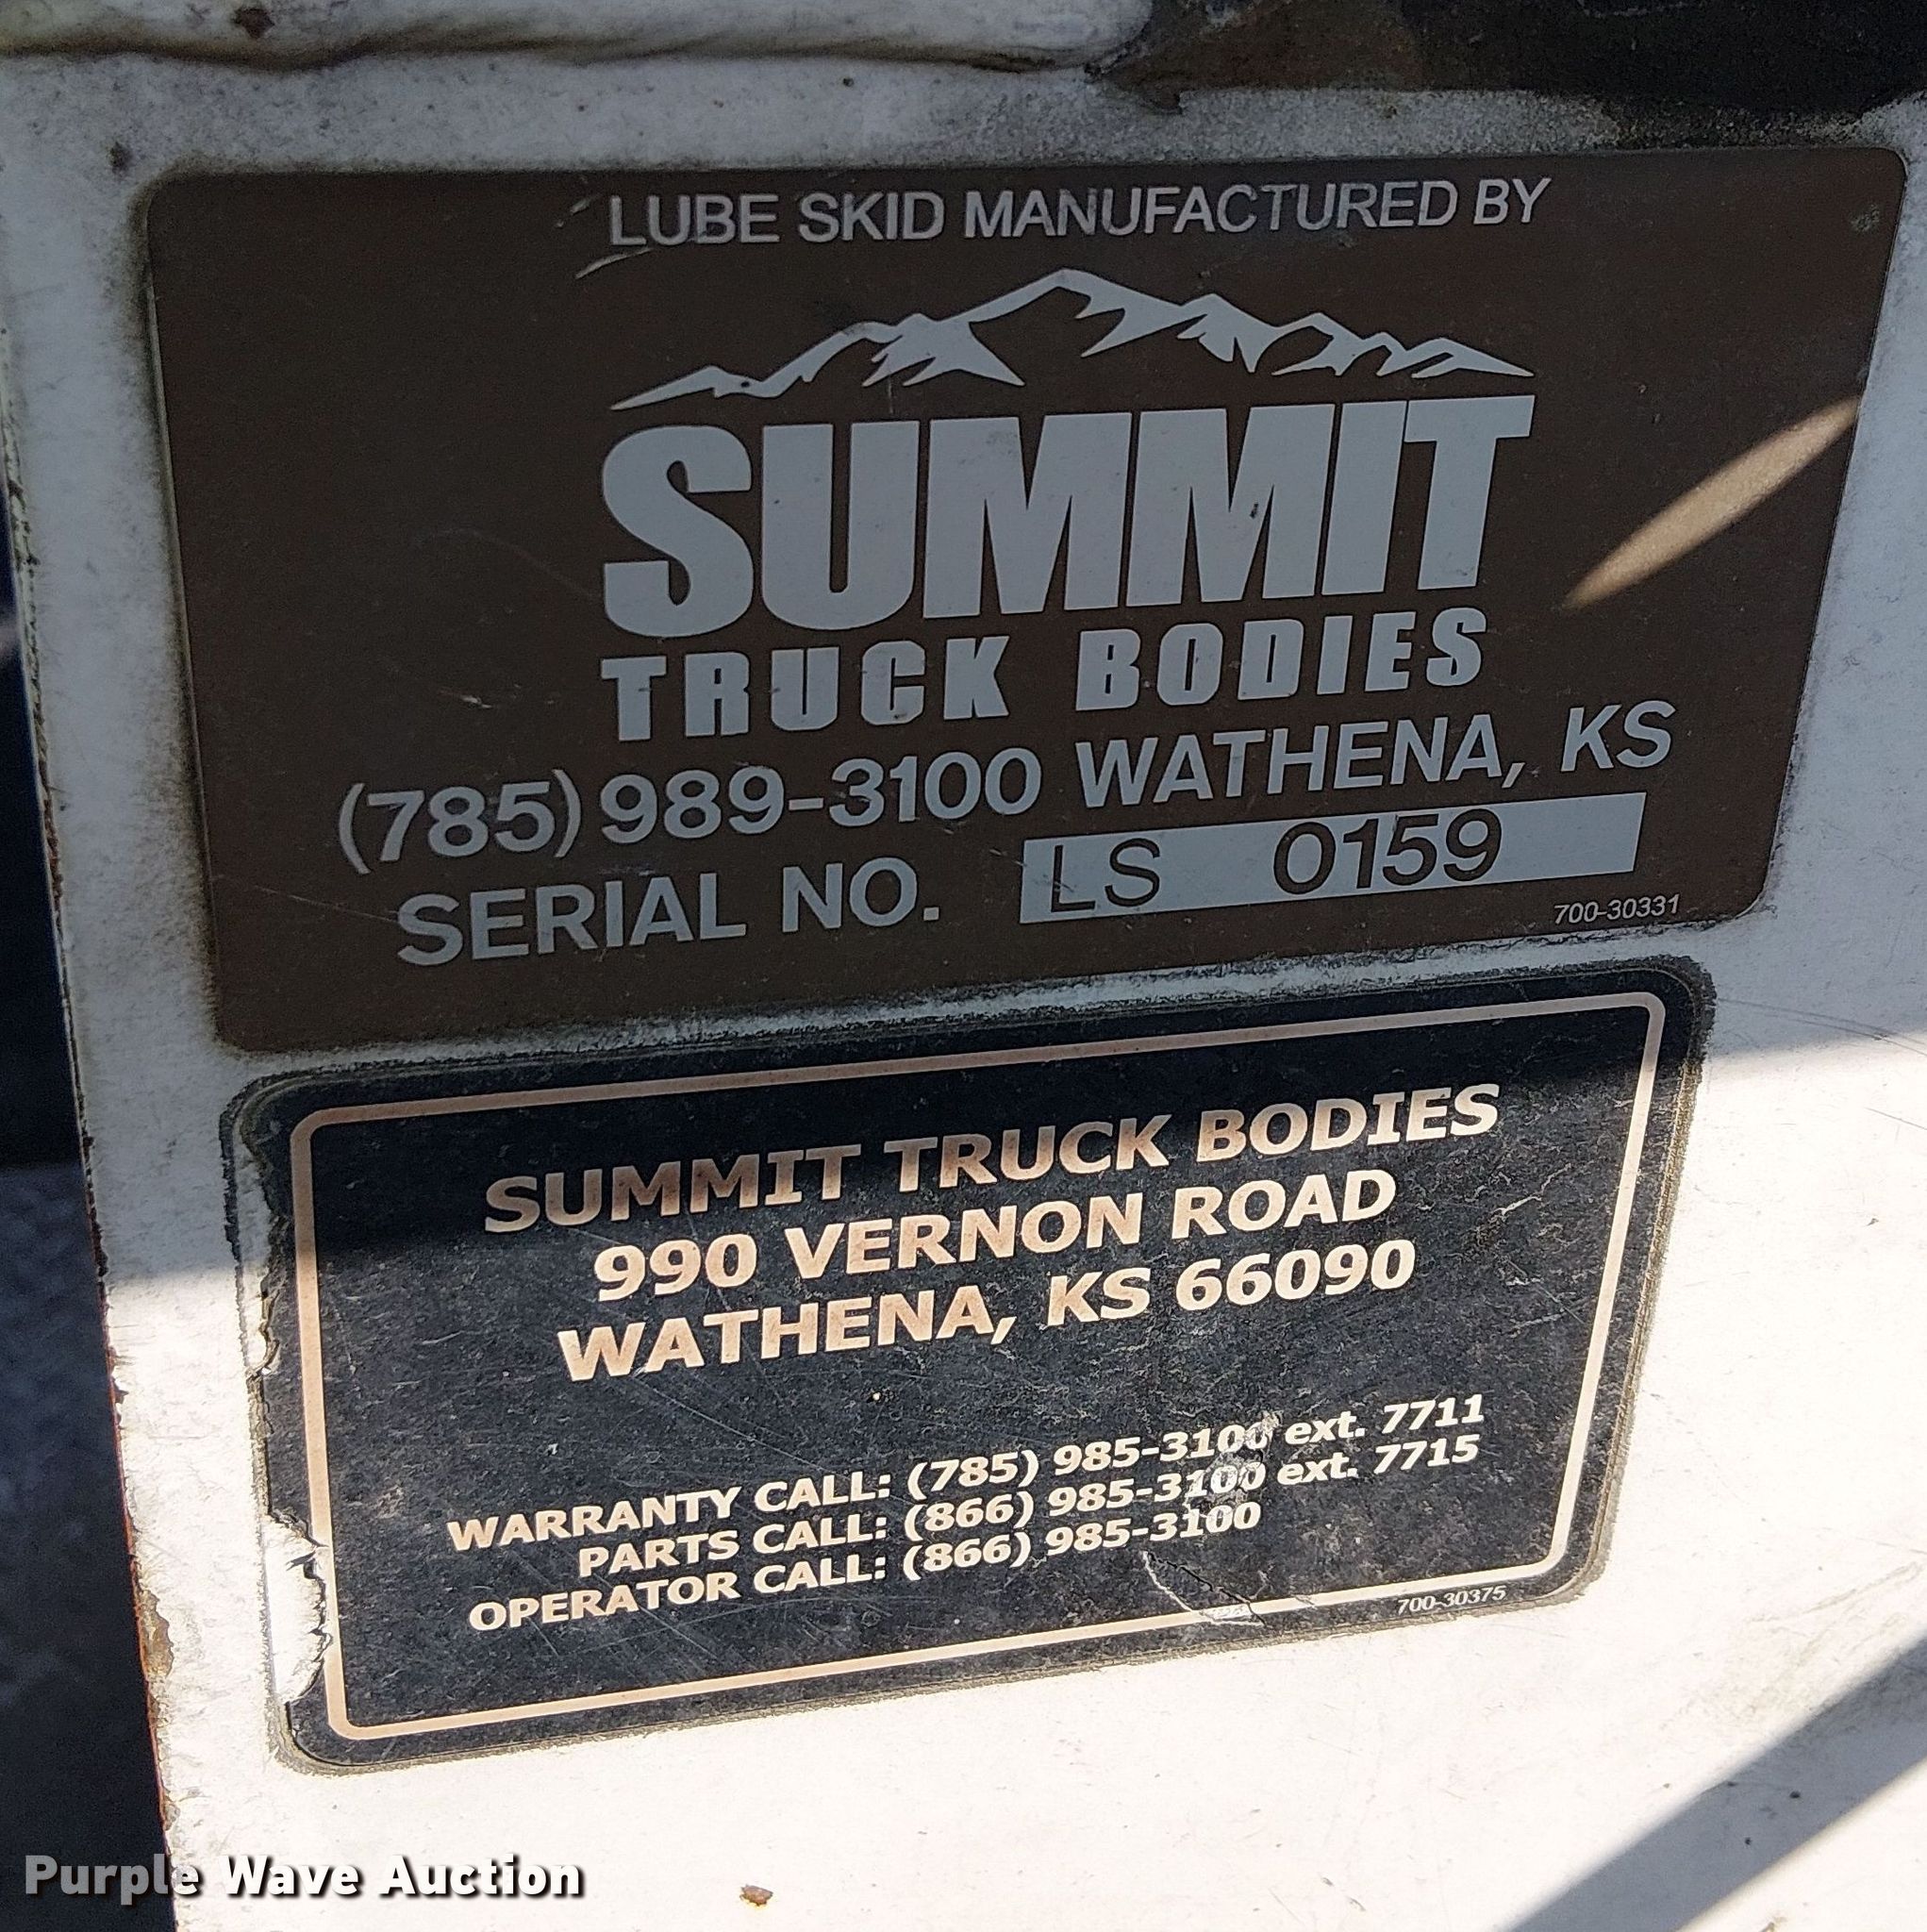 LUBE SKID MANUFACTURED BY
SUMMIT
TRUCK BODIES
(785) 989-3100 WATHENA, KS
SERIAL NO. LS 0159
700-30331
SUMMIT TRUCK BODIES
990 VERNON ROAD
WATHENA, KS 66090
WARRANTY CALL: (785) 985-3100 ext. 7711
PARTS CALL: (866) 985-3100 ext. 7715
OPERATOR CALL: (866) 985-3100
700-30375
Purple Wave Auction